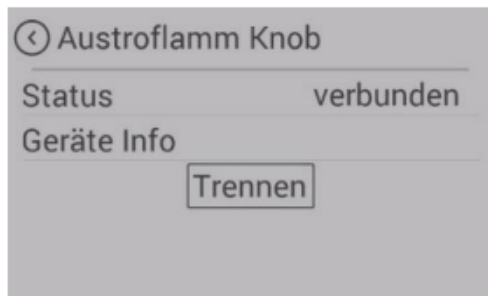 Austroflamm Knob
Status verbunden
Geräte Info
Trennen